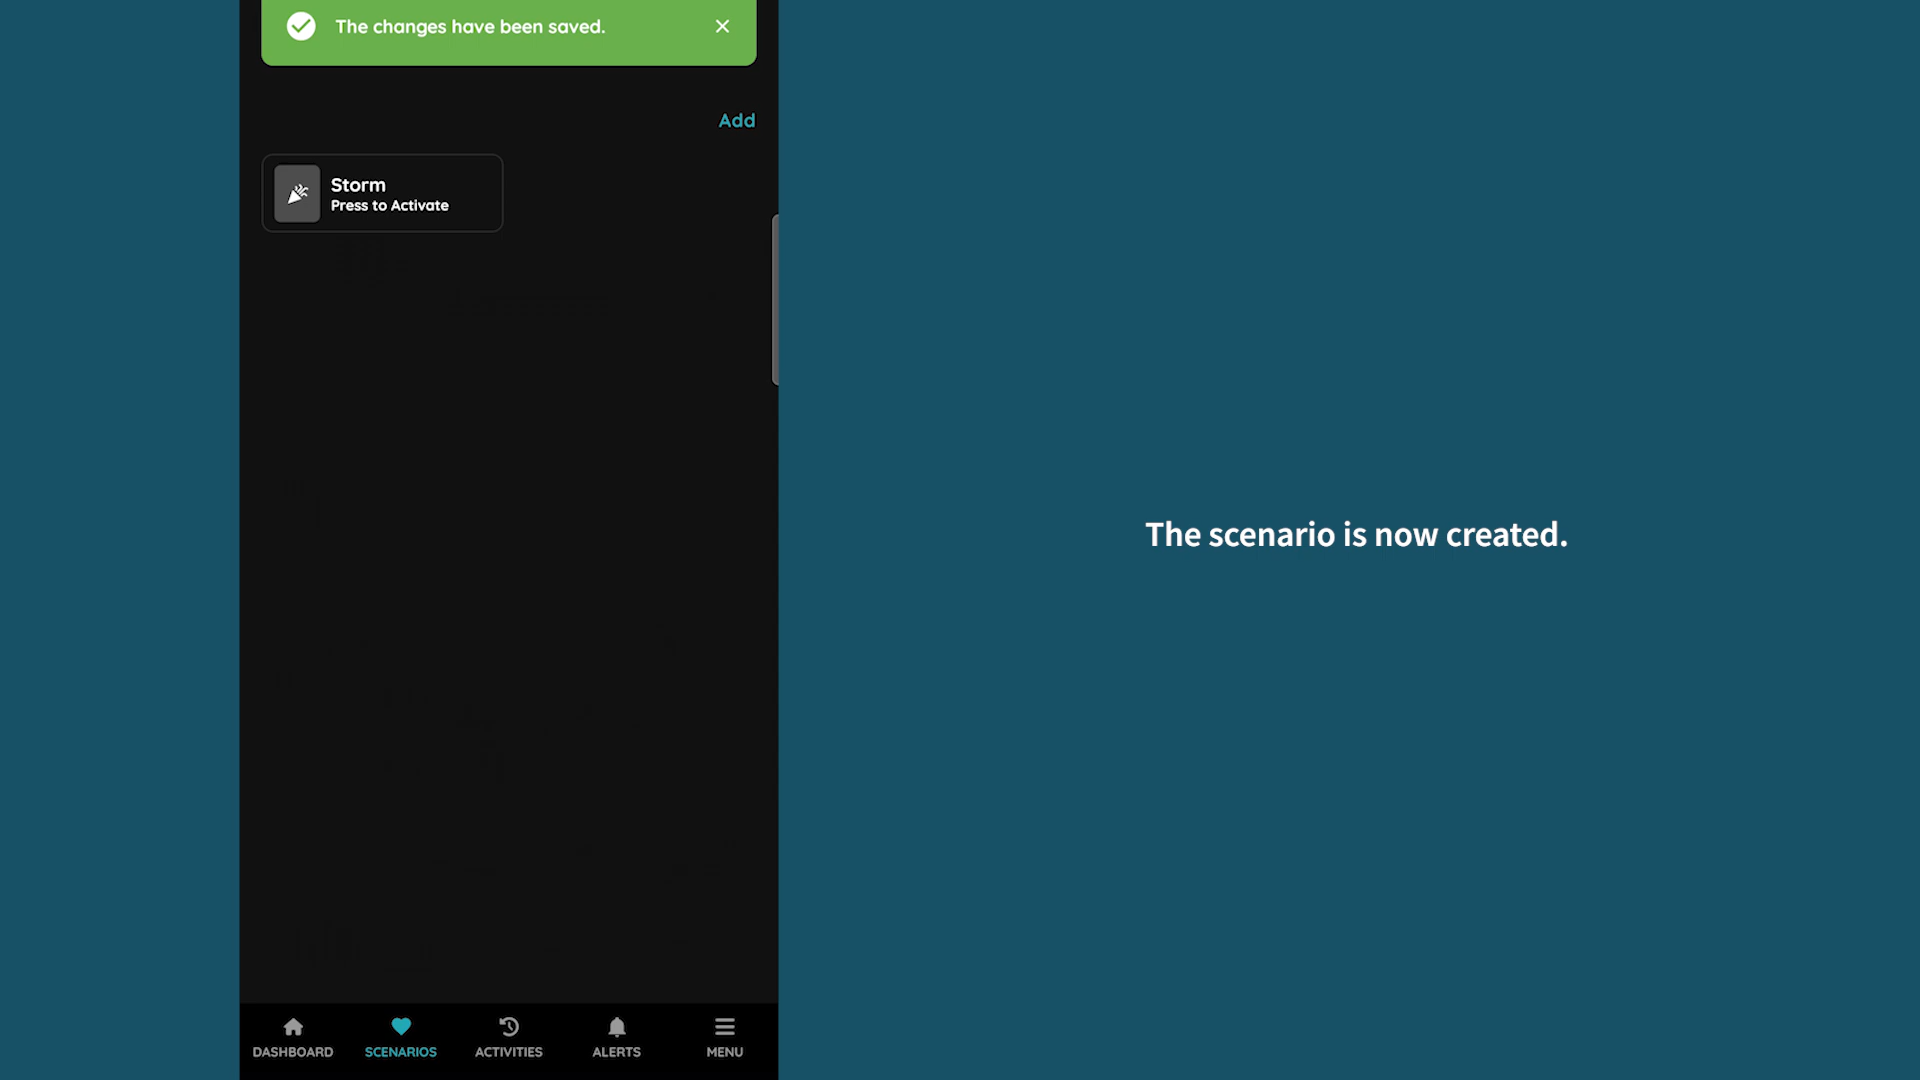 The changes have been saved.
Add
Storm
Press to Activate
The scenario is now created.
DASHBOARD
SCENARIOS
ACTIVITIES
ALERTS
MENU